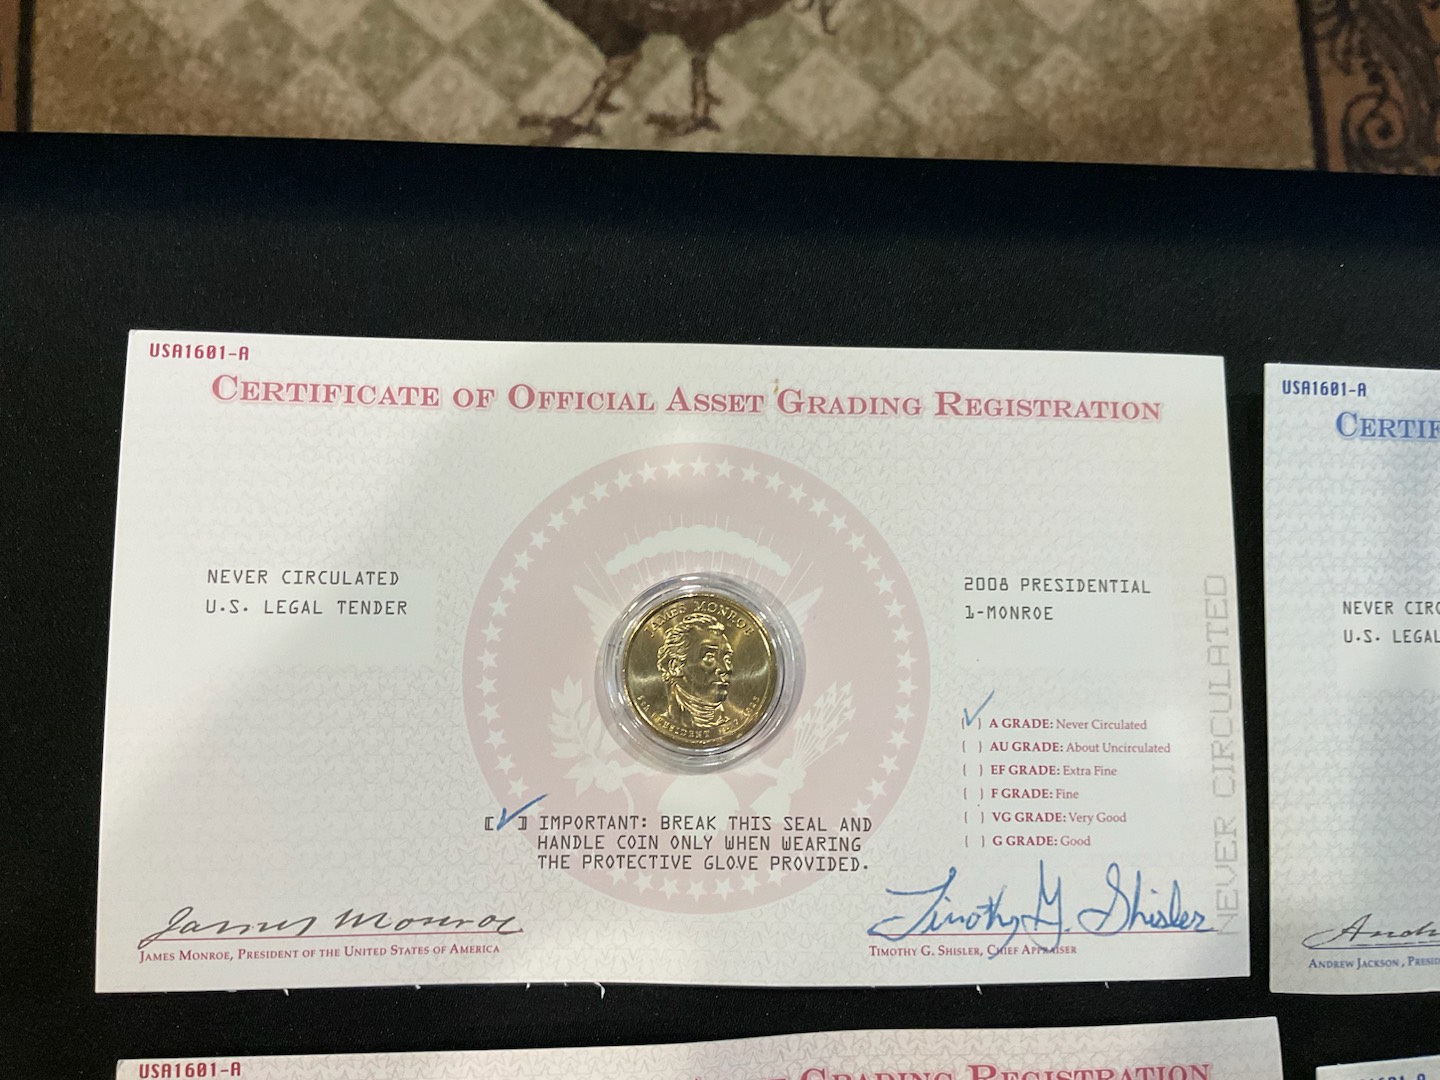 USA1601-A
CERTIFICATE OF OFFICIAL ASSET GRADING REGISTRATION
NEVER CIRCULATED
U.S. LEGAL TENDER
JAMES MONROE
2008 PRESIDENTIAL
1-MONROE
NEVER CIRCULATED
A GRADE: Never Circulated
AU GRADE: About Uncirculated
EF GRADE: Extra Fine
F GRADE: Fine
VG GRADE: Very Good
G GRADE: Good
IMPORTANT: BREAK THIS SEAL AND
HANDLE COIN ONLY WHEN WEARING
THE PROTECTIVE GLOVE PROVIDED.
James Monroe
JAMES MONROE, PRESIDENT OF THE UNITED STATES OF AMERICA
Timothy G. Shisler
TIMOTHY G. SHISLER, CHIEF APPRAISER
USA1601-A
CERTIF
NEVER CIRC
U.S. LEGAL
Andr
ANDREW JACKSON, PRESID
USA1601-A
GRADING REGISTRATION